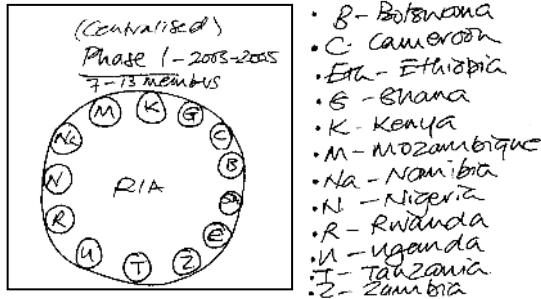 (Centralised)
Phase 1 - 2003-2005
7-13 members
M
K
G
C
B
SA
E
Z
T
U
R
N
Na
RIA
• B - Botswana
• C - Cameroon
• Eth - Ethiopia
• G - Ghana
• K - Kenya
• M - Mozambique
• Na - Namibia
• N - Nigeria
• R - Rwanda
• U - Uganda
• T - Tanzania
• Z - Zambia